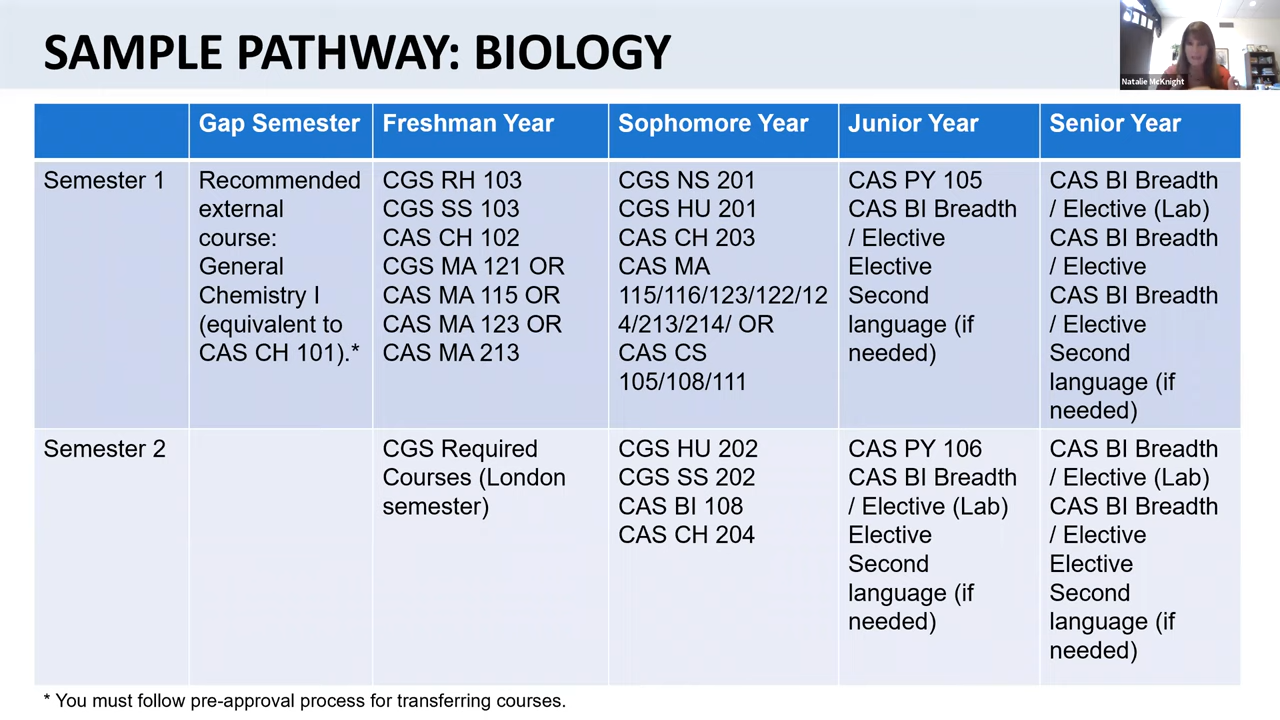 SAMPLE PATHWAY: BIOLOGY
Natalie McKnight
Gap Semester
Freshman Year
Sophomore Year
Junior Year
Senior Year
Semester 1
Recommended
external
course:
General
Chemistry I
(equivalent to
CAS CH 101).*
CGS RH 103
CGS SS 103
CAS CH 102
CGS MA 121 OR
CAS MA 115 OR
CAS MA 123 OR
CAS MA 213
CGS NS 201
CGS HU 201
CAS CH 203
CAS MA
115/116/123/122/12
4/213/214/ OR
CAS CS
105/108/111
CAS PY 105
CAS BI Breadth
/ Elective
Elective
Second
language (if
needed)
CAS BI Breadth
/ Elective (Lab)
CAS BI Breadth
/ Elective
CAS BI Breadth
/ Elective
Second
language (if
needed)
Semester 2
CGS Required
Courses (London
semester)
CGS HU 202
CGS SS 202
CAS BI 108
CAS CH 204
CAS PY 106
CAS BI Breadth
/ Elective (Lab)
Elective
Second
language (if
needed)
CAS BI Breadth
/ Elective (Lab)
CAS BI Breadth
/ Elective
Elective
Second
language (if
needed)
* You must follow pre-approval process for transferring courses.